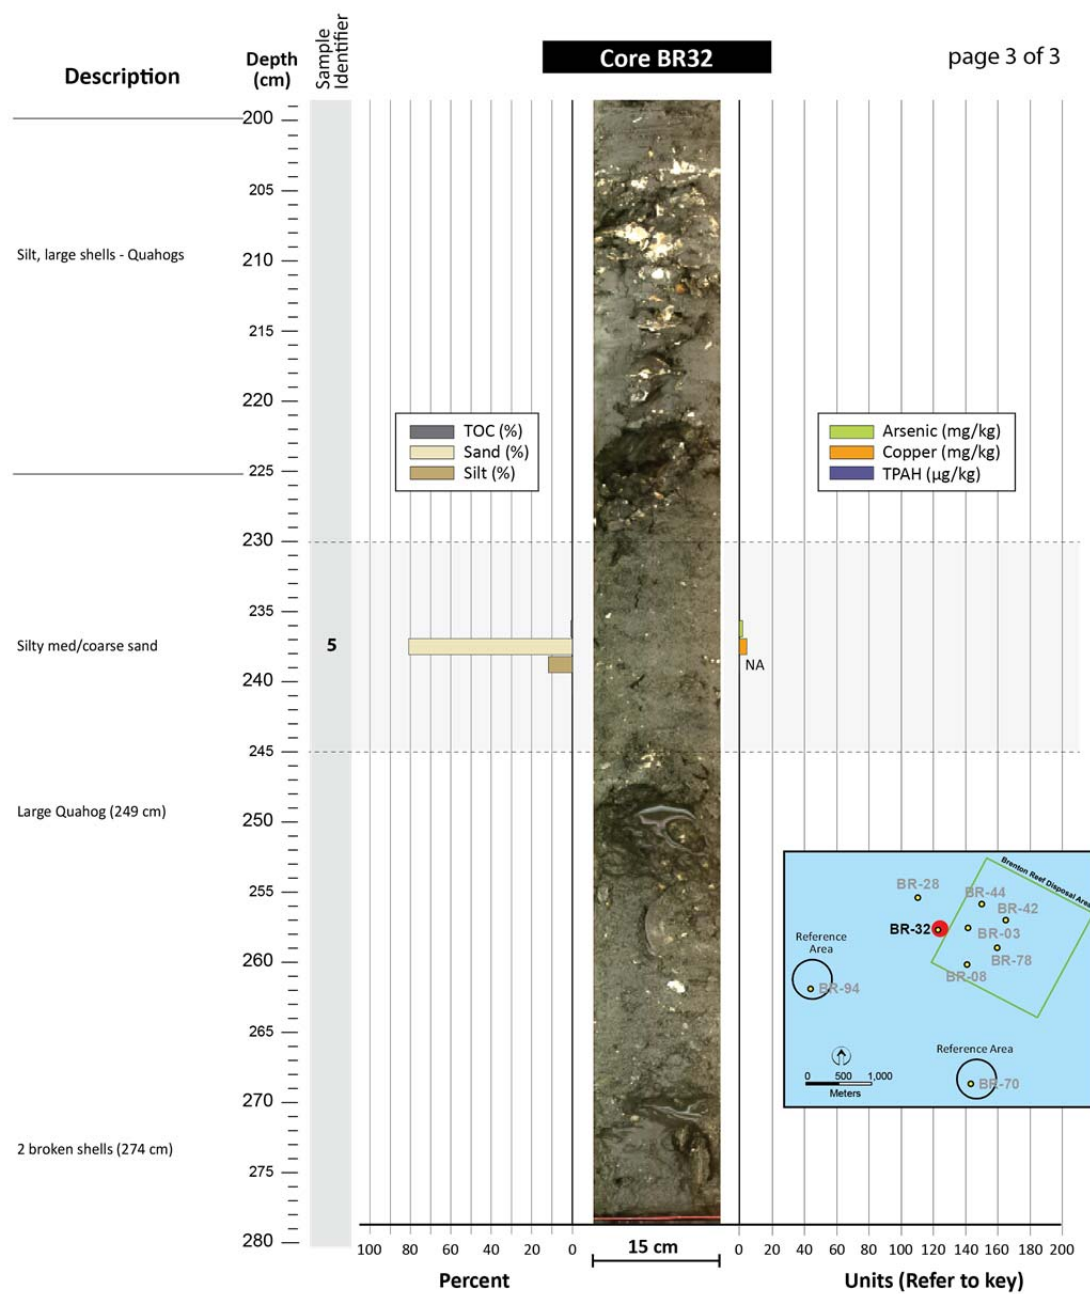 Core BR32
page 3 of 3
Description
Depth
(cm)
Sample
Identifier
200
205
Silt, large shells - Quahogs
210
215
220
TOC (%)
Sand (%)
Silt (%)
Arsenic (mg/kg)
Copper (mg/kg)
TPAH (µg/kg)
225
230
235
Silty med/coarse sand
5
NA
240
245
Large Quahog (249 cm)
250
255
260
265
270
2 broken shells (274 cm)
275
280
Brenton Reef Disposal Area
BR-28
BR-44
BR-42
BR-32
BR-03
Reference
Area
BR-78
BR-08
BR-94
Reference Area
0 500 1,000
Meters
BR-70
100 80 60 40 20 0
15 cm
0 20 40 60 80 100 120 140 160 180 200
Percent
Units (Refer to key)